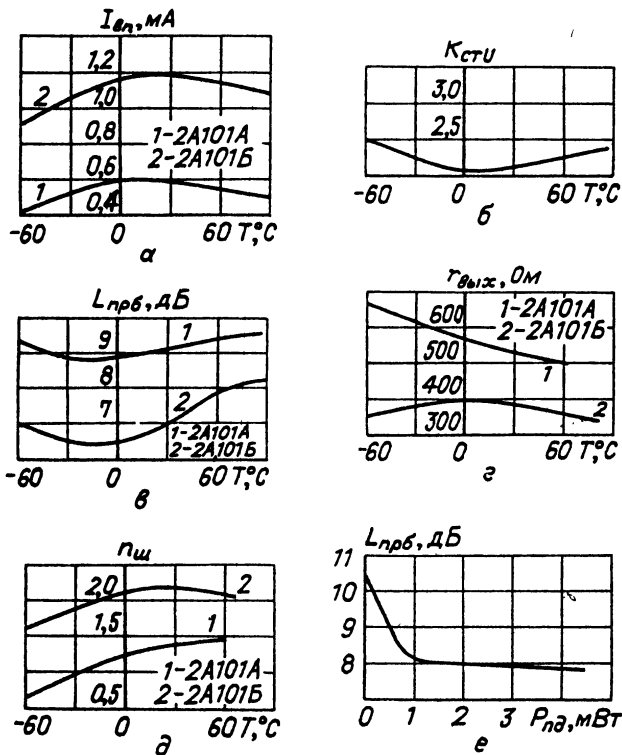 Iвп, мА
1,2
2
1,0
0,8
1-2А101А
2-2А101Б
0,6
1
0,4
-60
0
60 T,°C
а
КстU
3,0
2,5
-60
0
60 T,°C
б
Lпрб, дБ
9
1
8
7
2
1-2А101А
2-2А101Б
-60
0
60 T,°C
в
rвых, Ом
600
1-2А101А
2-2А101Б
500
1
400
300
2
-60
0
60 T,°C
г
nш
2,0
2
1,5
1
1-2А101А
0,5
2-2А101Б
-60
0
60 T,°C
д
Lпрб, дБ
11
10
9
8
0
1
2
3
Pпд, мВт
е